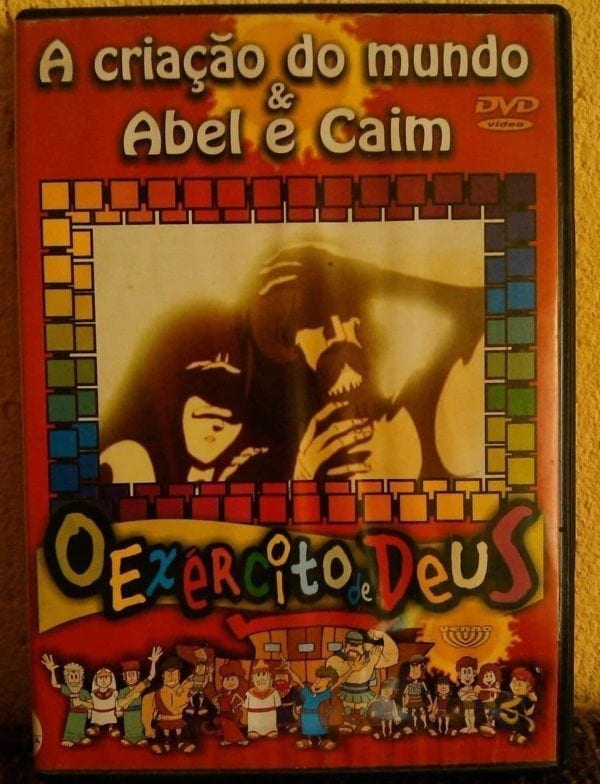 A criação do mundo
&
Abel e Caim
DVD
video
O Exército de Deus
VERBO